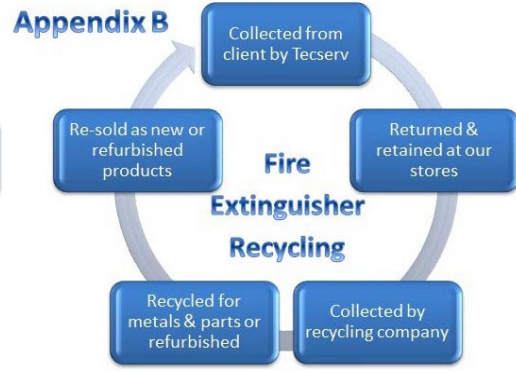 Appendix B
Collected from
client by Tecserv
Returned &
retained at our
stores
Collected by
recycling company
Recycled for
metals & parts or
refurbished
Re-sold as new or
refurbished
products
Fire
Extinguisher
Recycling